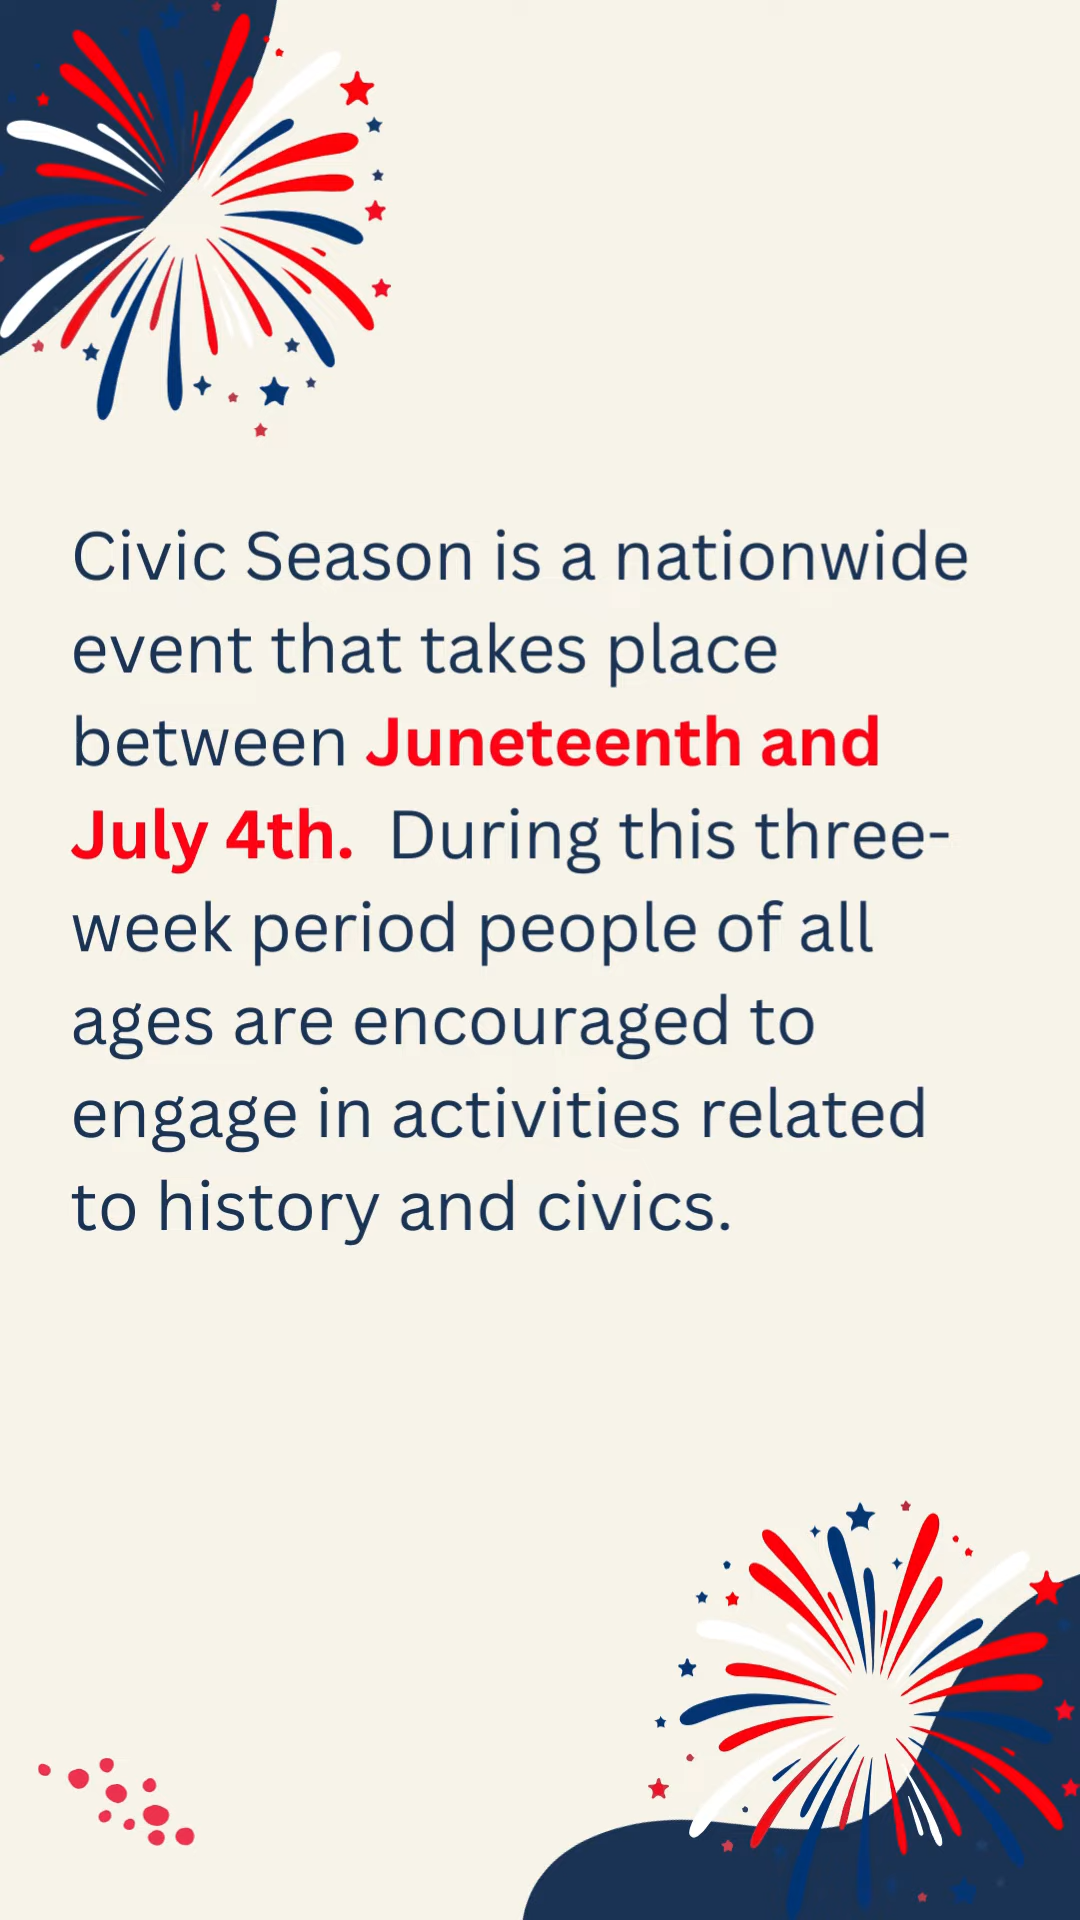 Civic Season is a nationwide
event that takes place
between Juneteenth and
July 4th.  During this three-
week period people of all
ages are encouraged to
engage in activities related
to history and civics.